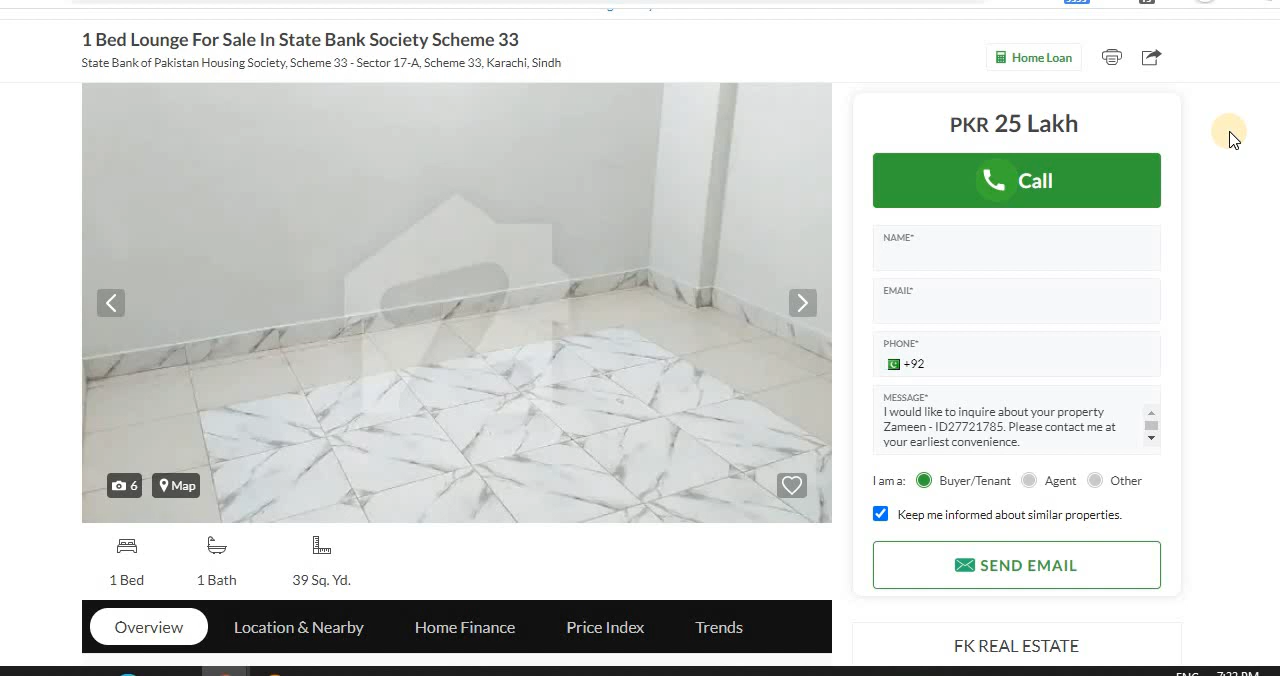 1 Bed Lounge For Sale In State Bank Society Scheme 33
State Bank of Pakistan Housing Society, Scheme 33 - Sector 17-A, Scheme 33, Karachi, Sindh
Home Loan
PKR 25 Lakh
Call
NAME*
EMAIL*
PHONE*
+92
MESSAGE*
I would like to inquire about your property
Zameen - ID27721785. Please contact me at
your earliest convenience.
I am a: Buyer/Tenant Agent Other
Keep me informed about similar properties.
SEND EMAIL
6 Map
1 Bed 1 Bath 39 Sq. Yd.
Overview Location & Nearby Home Finance Price Index Trends
FK REAL ESTATE
ENG 7:22 PM